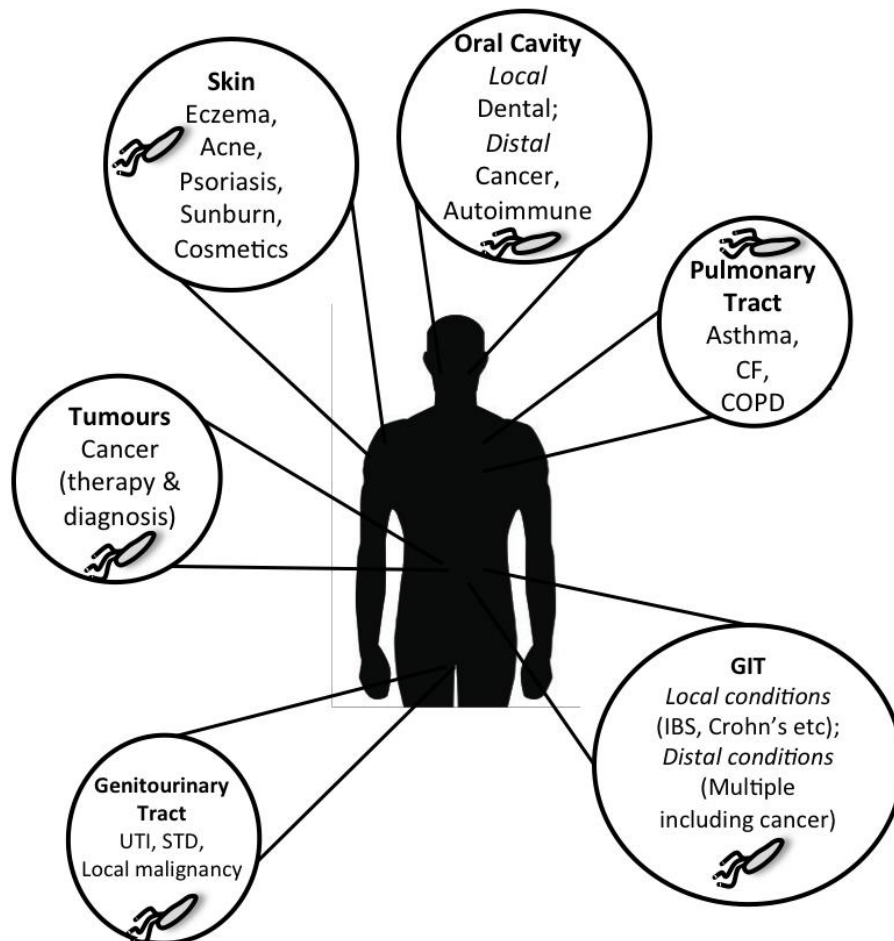 Skin
Eczema,
Acne,
Psoriasis,
Sunburn,
Cosmetics
Oral Cavity
Local
Dental;
Distal
Cancer,
Autoimmune
Pulmonary
Tract
Asthma,
CF,
COPD
Tumours
Cancer
(therapy &
diagnosis)
GIT
Local conditions
(IBS, Crohn's etc);
Distal conditions
(Multiple
including cancer)
Genitourinary
Tract
UTI, STD,
Local malignancy